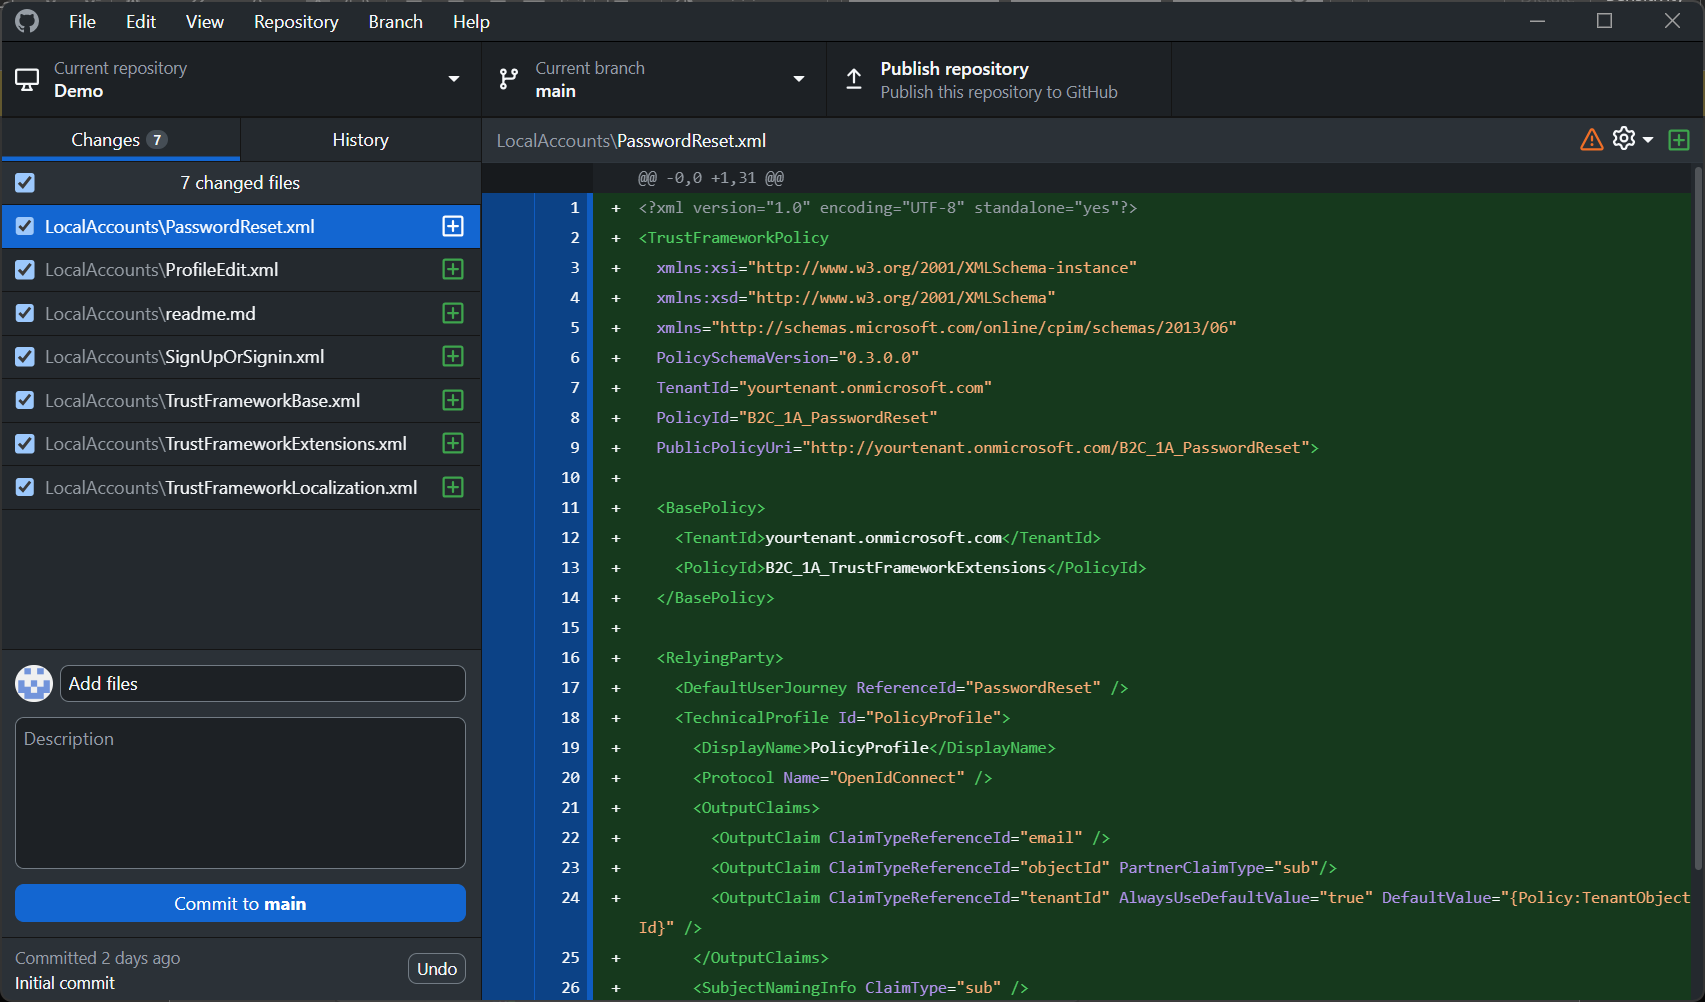 File Edit View Repository Branch Help
Current repository
Demo
Current branch
main
Publish repository
Publish this repository to GitHub
Changes 7
History
LocalAccounts\PasswordReset.xml
7 changed files
LocalAccounts\PasswordReset.xml
LocalAccounts\ProfileEdit.xml
LocalAccounts\readme.md
LocalAccounts\SignUpOrSignin.xml
LocalAccounts\TrustFrameworkBase.xml
LocalAccounts\TrustFrameworkExtensions.xml
LocalAccounts\TrustFrameworkLocalization.xml
Add files
Description
Commit to main
Committed 2 days ago
Initial commit
Undo
@@ -0,0 +1,31 @@
1 + <?xml version="1.0" encoding="UTF-8" standalone="yes"?>
2 + <TrustFrameworkPolicy
3 + xmlns:xsi="http://www.w3.org/2001/XMLSchema-instance"
4 + xmlns:xsd="http://www.w3.org/2001/XMLSchema"
5 + xmlns="http://schemas.microsoft.com/online/cpim/schemas/2013/06"
6 + PolicySchemaVersion="0.3.0.0"
7 + TenantId="yourtenant.onmicrosoft.com"
8 + PolicyId="B2C_1A_PasswordReset"
9 + PublicPolicyUri="http://yourtenant.onmicrosoft.com/B2C_1A_PasswordReset">
10 +
11 + <BasePolicy>
12 + <TenantId>yourtenant.onmicrosoft.com</TenantId>
13 + <PolicyId>B2C_1A_TrustFrameworkExtensions</PolicyId>
14 + </BasePolicy>
15 +
16 + <RelyingParty>
17 + <DefaultUserJourney ReferenceId="PasswordReset" />
18 + <TechnicalProfile Id="PolicyProfile">
19 + <DisplayName>PolicyProfile</DisplayName>
20 + <Protocol Name="OpenIdConnect" />
21 + <OutputClaims>
22 + <OutputClaim ClaimTypeReferenceId="email" />
23 + <OutputClaim ClaimTypeReferenceId="objectId" PartnerClaimType="sub"/>
24 + <OutputClaim ClaimTypeReferenceId="tenantId" AlwaysUseDefaultValue="true" DefaultValue="{Policy:TenantObject
Id}" />
25 + </OutputClaims>
26 + <SubjectNamingInfo ClaimType="sub" />